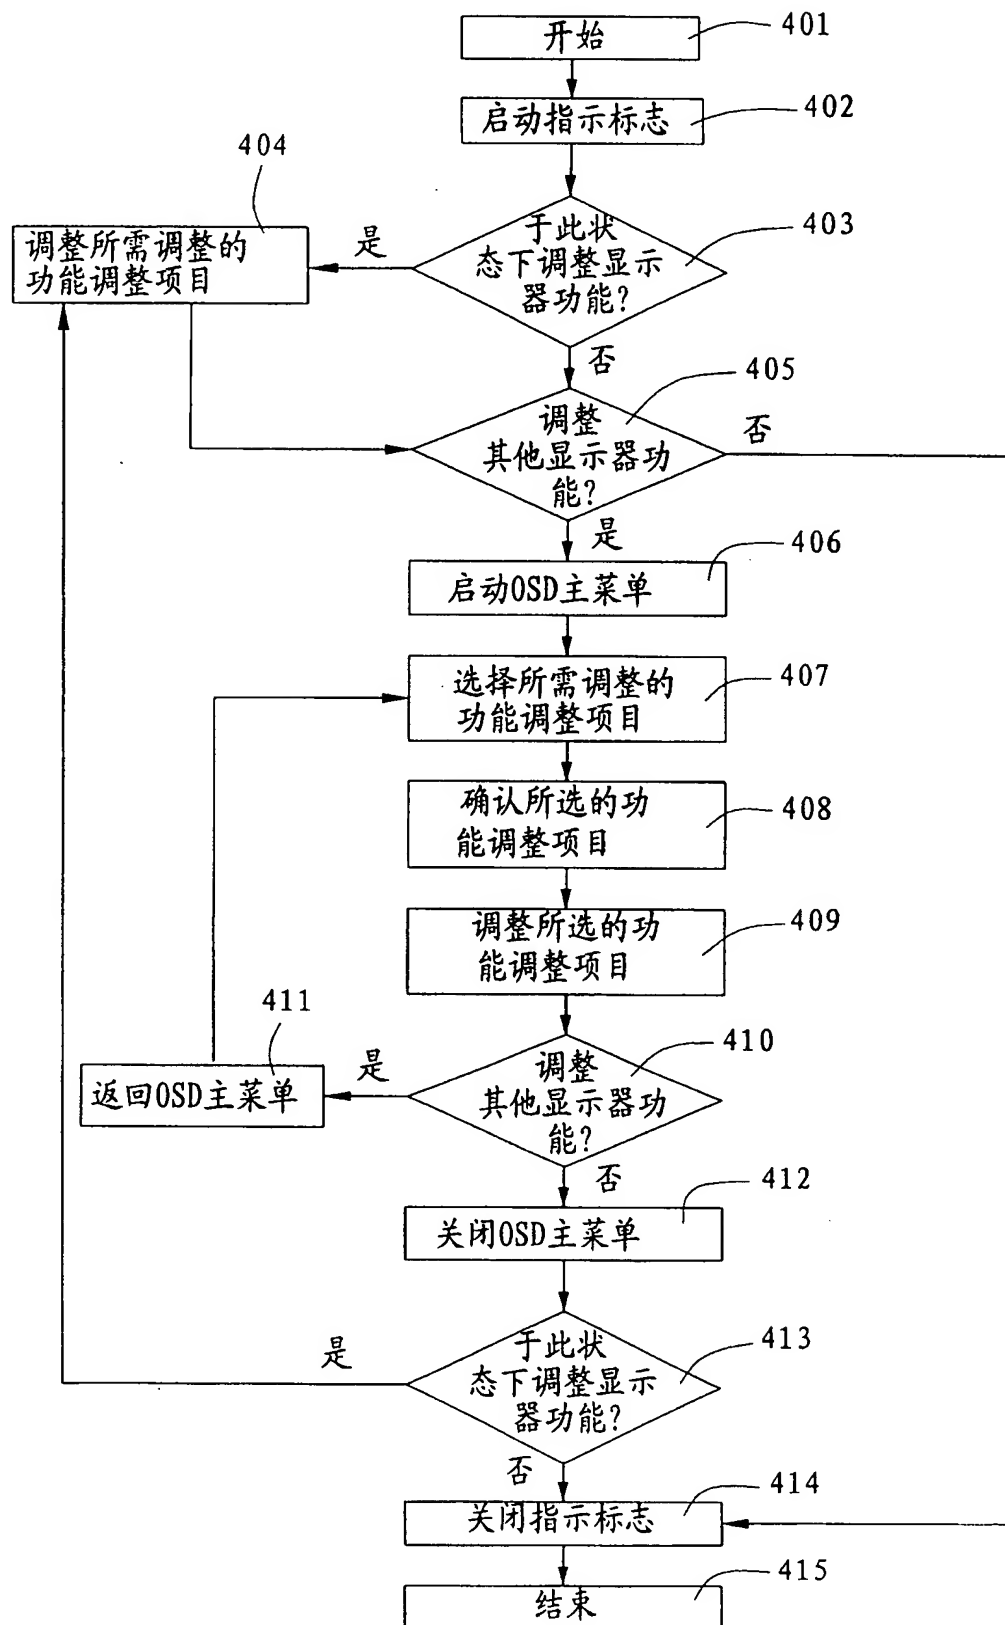 开始
401
启动指示标志
402
404
于此状
态下调整显示
器功能?
403
是
调整所需调整的
功能调整项目
否
405
调整
其他显示器功
能?
否
是
406
启动OSD主菜单
选择所需调整的
功能调整项目
407
确认所选的功
能调整项目
408
调整所选的功
能调整项目
409
411
410
是
调整
其他显示器功
能?
返回OSD主菜单
否
412
关闭OSD主菜单
413
是
于此状
态下调整显示
器功能?
否
414
关闭指示标志
415
结束